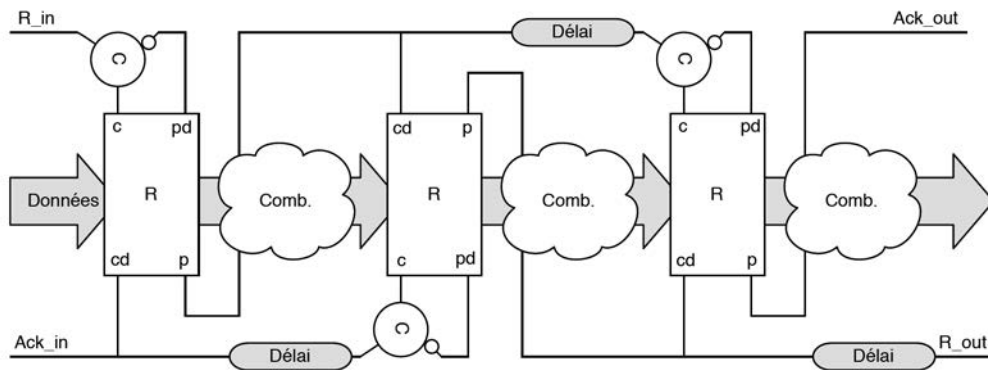 R_in
Délai
Ack_out
C
C
c
pd
cd
p
c
pd
Données
R
Comb.
R
Comb.
R
Comb.
cd
p
c
pd
cd
p
C
Ack_in
Délai
Délai
R_out